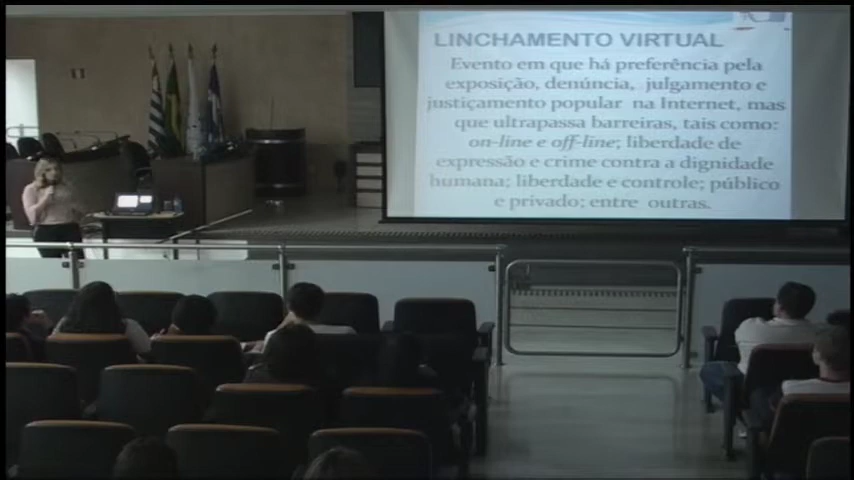 LINCHAMENTO VIRTUAL
Evento em que há preferência pela
exposição, denúncia, julgamento e
justiçamento popular na Internet, mas
que ultrapassa barreiras, tais como:
on-line e off-line; liberdade de
expressão e crime contra a dignidade
humana; liberdade e controle; público
e privado; entre outras.